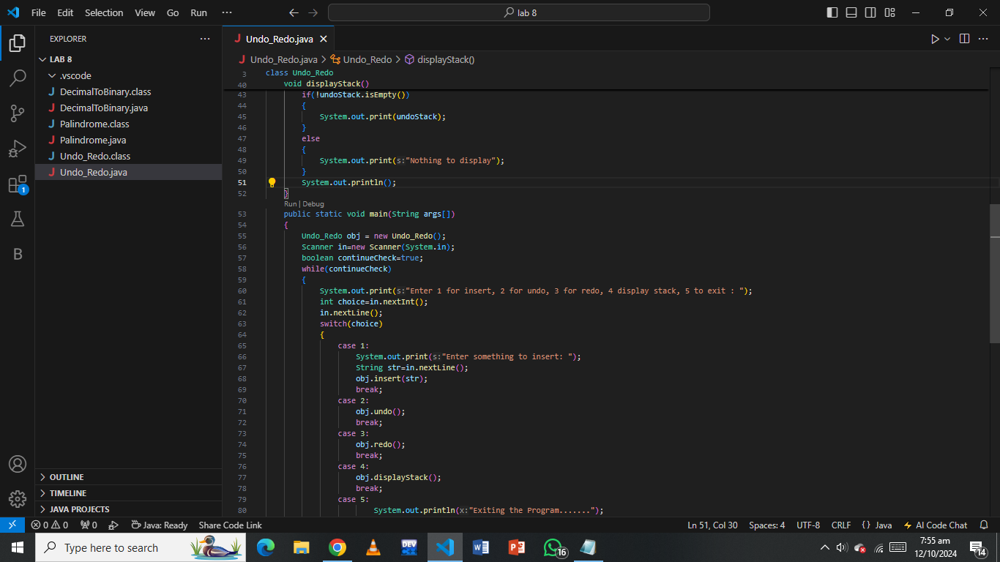 File Edit Selection View Go Run ··· lab 8
EXPLORER ···
LAB 8
.vscode
DecimalToBinary.class
DecimalToBinary.java
Palindrome.class
Palindrome.java
Undo_Redo.class
Undo_Redo.java
1
B
OUTLINE
TIMELINE
JAVA PROJECTS
Undo_Redo.java
Undo_Redo.java > Undo_Redo > displayStack()
3 class Undo_Redo
40 void displayStack()
43 if(!undoStack.isEmpty())
44 {
45 System.out.print(undoStack);
46 }
47 else
48 {
49 System.out.print(s:"Nothing to display");
50 }
51 System.out.println();
52 }
Run | Debug
53 public static void main(String args[])
54 {
55 Undo_Redo obj = new Undo_Redo();
56 Scanner in=new Scanner(System.in);
57 boolean continueCheck=true;
58 while(continueCheck)
59 {
60 System.out.print(s:"Enter 1 for insert, 2 for undo, 3 for redo, 4 display stack, 5 to exit : ");
61 int choice=in.nextInt();
62 in.nextLine();
63 switch(choice)
64 {
65 case 1:
66 System.out.print(s:"Enter something to insert: ");
67 String str=in.nextLine();
68 obj.insert(str);
69 break;
70 case 2:
71 obj.undo();
72 break;
73 case 3:
74 obj.redo();
75 break;
76 case 4:
77 obj.displayStack();
78 break;
79 case 5:
80 System.out.println(x:"Exiting the Program.......");
0 0 0 Java: Ready Share Code Link Ln 51, Col 30 Spaces: 4 UTF-8 CRLF {} Java AI Code Chat
Type here to search DEV 16 7:55 am
12/10/2024 14